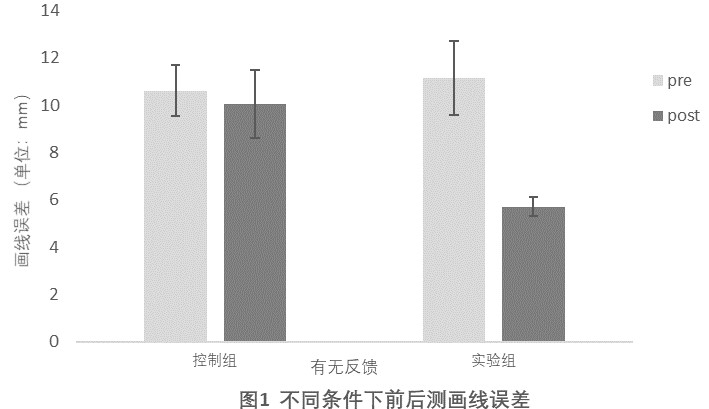 14
12
10
8
6
4
2
0
画线误差（单位：mm）
pre
post
控制组
实验组
有无反馈
图1 不同条件下前后测画线误差